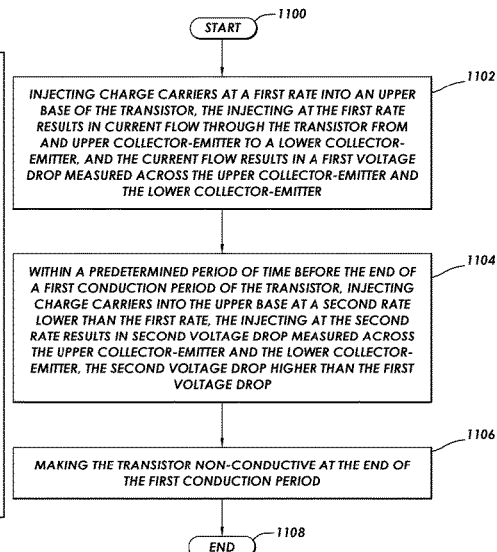 START
1100
1102
INJECTING CHARGE CARRIERS AT A FIRST RATE INTO AN UPPER
BASE OF THE TRANSISTOR, THE INJECTING AT THE FIRST RATE
RESULTS IN CURRENT FLOW THROUGH THE TRANSISTOR FROM
AND UPPER COLLECTOR-EMITTER TO A LOWER COLLECTOR-
EMITTER, AND THE CURRENT FLOW RESULTS IN A FIRST VOLTAGE
DROP MEASURED ACROSS THE UPPER COLLECTOR-EMITTER AND
THE LOWER COLLECTOR-EMITTER
1104
WITHIN A PREDETERMINED PERIOD OF TIME BEFORE THE END OF
A FIRST CONDUCTION PERIOD OF THE TRANSISTOR, INJECTING
CHARGE CARRIERS INTO THE UPPER BASE AT A SECOND RATE
LOWER THAN THE FIRST RATE, THE INJECTING AT THE SECOND
RATE RESULTS IN SECOND VOLTAGE DROP MEASURED ACROSS
THE UPPER COLLECTOR-EMITTER AND THE LOWER COLLECTOR-
EMITTER, THE SECOND VOLTAGE DROP HIGHER THAN THE FIRST
VOLTAGE DROP
1106
MAKING THE TRANSISTOR NON-CONDUCTIVE AT THE END OF
THE FIRST CONDUCTION PERIOD
1108
END